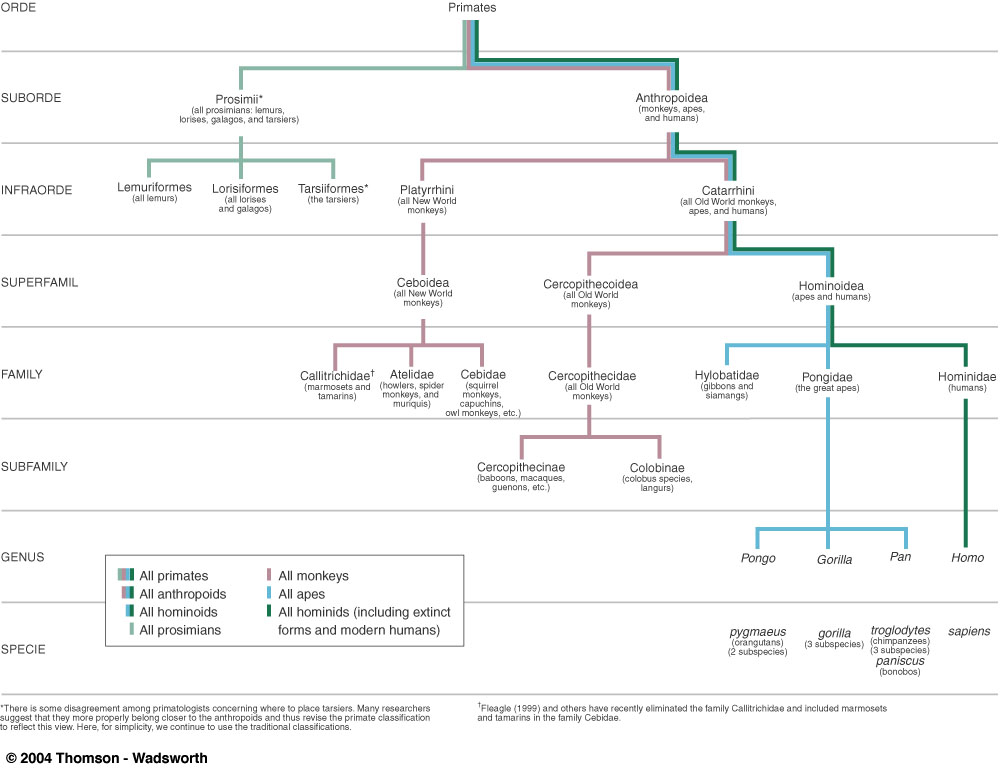 ORDE
Primates
SUBORDE
Prosimii*
(all prosimians: lemurs,
lorises, galagos, and tarsiers)
Anthropoidea
(monkeys, apes,
and humans)
INFRAORDE
Lemuriformes
(all lemurs)
Lorisiformes
(all lorises
and galagos)
Tarsiiformes*
(the tarsiers)
Platyrrhini
(all New World
monkeys)
Catarrhini
(all Old World monkeys,
apes, and humans)
SUPERFAMIL
Ceboidea
(all New World
monkeys)
Cercopithecoidea
(all Old World
monkeys)
Hominoidea
(apes and humans)
FAMILY
Callitrichidae†
(marmosets and
tamarins)
Atelidae
(howlers, spider
monkeys, and
muriquis)
Cebidae
(squirrel
monkeys,
capuchins,
owl monkeys, etc.)
Cercopithecidae
(all Old World
monkeys)
Hylobatidae
(gibbons and
siamangs)
Pongidae
(the great apes)
Hominidae
(humans)
SUBFAMILY
Cercopithecinae
(baboons, macaques,
guenons, etc.)
Colobinae
(colobus species,
langurs)
GENUS
Pongo
Gorilla
Pan
Homo
All primates
All anthropoids
All hominoids
All prosimians
All monkeys
All apes
All hominids (including extinct
forms and modern humans)
SPECIE
pygmaeus
(orangutans)
(2 subspecies)
gorilla
(3 subspecies)
troglodytes
(chimpanzees)
(3 subspecies)
paniscus
(bonobos)
sapiens
*There is some disagreement among primatologists concerning where to place tarsiers. Many researchers
suggest that they more properly belong closer to the anthropoids and thus revise the primate classification
to reflect this view. Here, for simplicity, we continue to use the traditional classifications.
†Fleagle (1999) and others have recently eliminated the family Callitrichidae and included marmosets
and tamarins in the family Cebidae.
© 2004 Thomson - Wadsworth